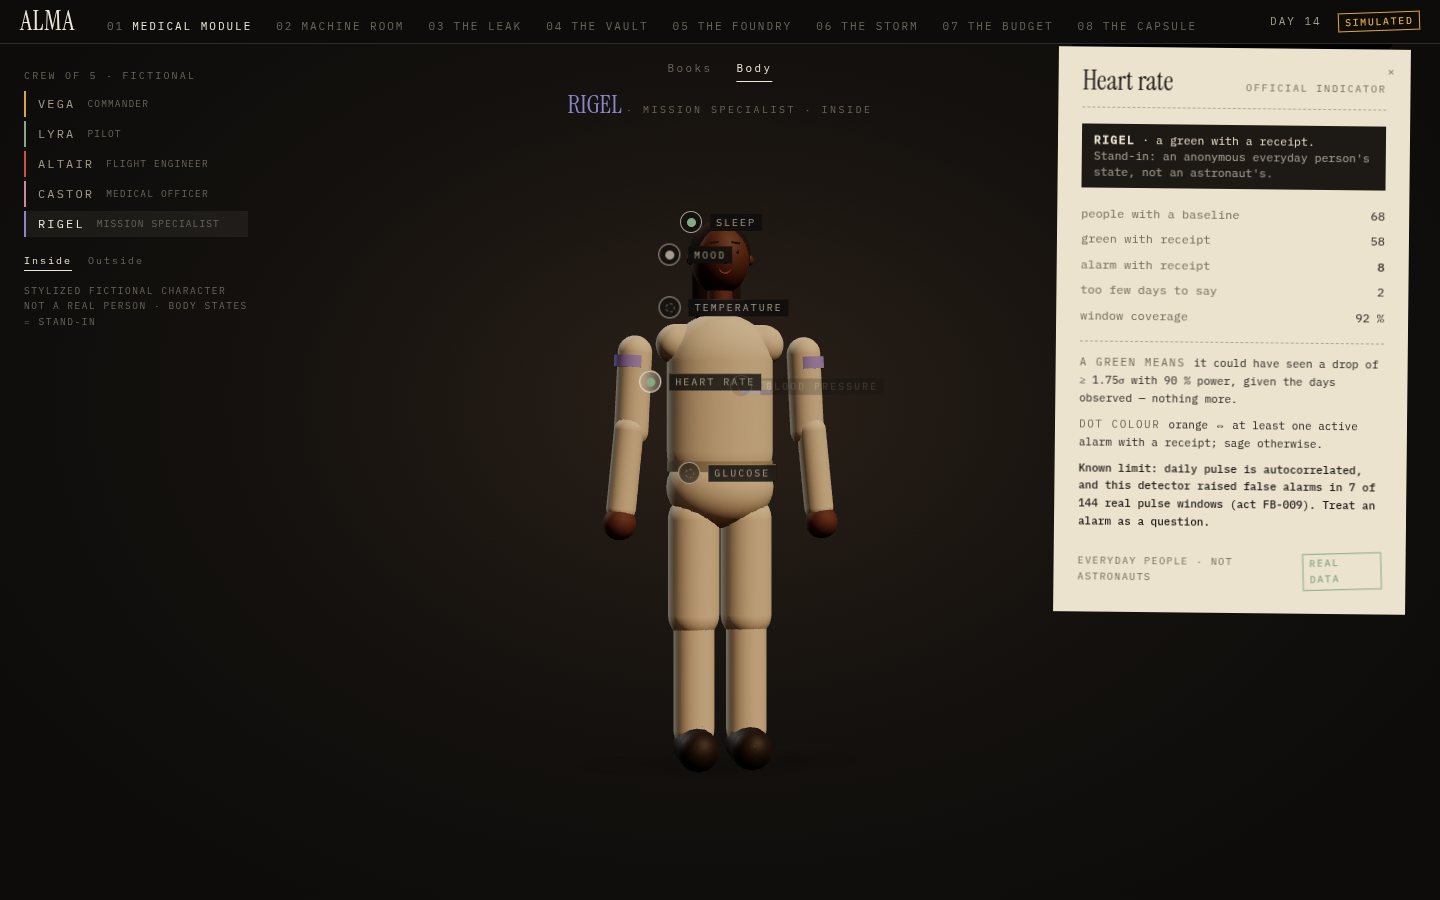 ALMA
01 MEDICAL MODULE
02 MACHINE ROOM
03 THE LEAK
04 THE VAULT
05 THE FOUNDRY
06 THE STORM
07 THE BUDGET
08 THE CAPSULE
DAY 14
SIMULATED
CREW OF 5 · FICTIONAL
VEGA COMMANDER
LYRA PILOT
ALTAIR FLIGHT ENGINEER
CASTOR MEDICAL OFFICER
RIGEL MISSION SPECIALIST
Inside Outside
STYLIZED FICTIONAL CHARACTER
NOT A REAL PERSON · BODY STATES
= STAND-IN
Books Body
RIGEL · MISSION SPECIALIST · INSIDE
SLEEP
MOOD
TEMPERATURE
HEART RATE
BLOOD PRESSURE
GLUCOSE
×
Heart rate OFFICIAL INDICATOR
RIGEL · a green with a receipt.
Stand-in: an anonymous everyday person's
state, not an astronaut's.
people with a baseline 68
green with receipt 58
alarm with receipt 8
too few days to say 2
window coverage 92 %
A GREEN MEANS it could have seen a drop of
≥ 1.75σ with 90 % power, given the days
observed — nothing more.
DOT COLOUR orange ⇔ at least one active
alarm with a receipt; sage otherwise.
Known limit: daily pulse is autocorrelated,
and this detector raised false alarms in 7 of
144 real pulse windows (act FB-009). Treat an
alarm as a question.
EVERYDAY PEOPLE · NOT
ASTRONAUTS
REAL
DATA